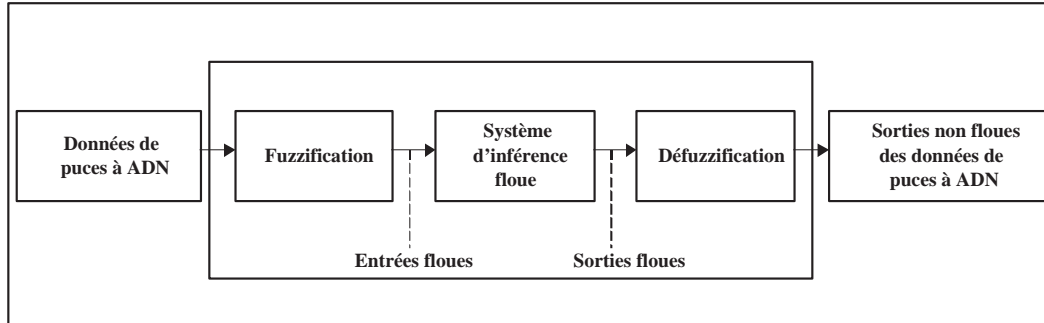 Données de
puces à ADN
Fuzzification
Système
d'inférence
floue
Défuzzification
Sorties non floues
des données de
puces à ADN
Entrées floues
Sorties floues